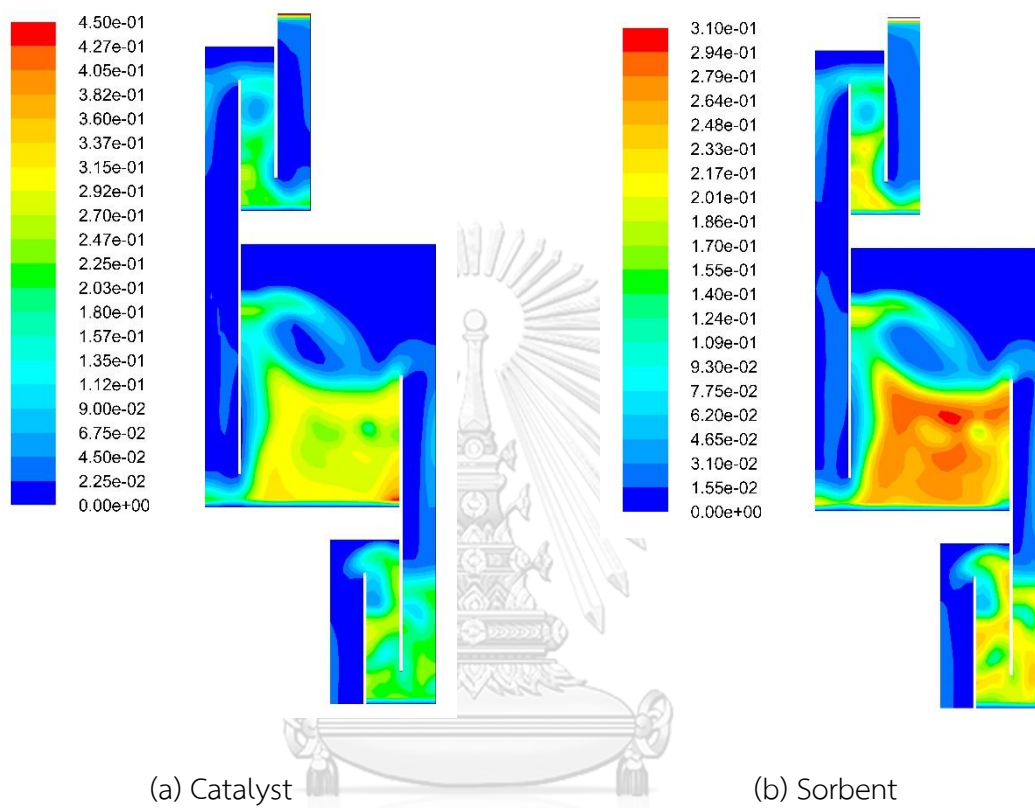 4.50e-01
4.27e-01
4.05e-01
3.82e-01
3.60e-01
3.37e-01
3.15e-01
2.92e-01
2.70e-01
2.47e-01
2.25e-01
2.03e-01
1.80e-01
1.57e-01
1.35e-01
1.12e-01
9.00e-02
6.75e-02
4.50e-02
2.25e-02
0.00e+00
3.10e-01
2.94e-01
2.79e-01
2.64e-01
2.48e-01
2.33e-01
2.17e-01
2.01e-01
1.86e-01
1.70e-01
1.55e-01
1.40e-01
1.24e-01
1.09e-01
9.30e-02
7.75e-02
6.20e-02
4.65e-02
3.10e-02
1.55e-02
0.00e+00
(a) Catalyst
(b) Sorbent